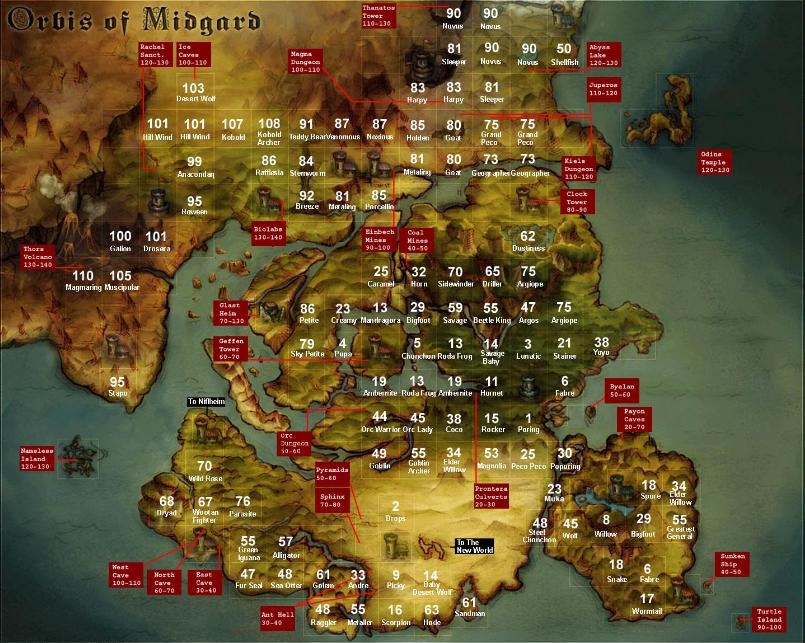 Orbis of Midgard
Thanatos
Tower
110-130
90
Novus
90
Novus
Rachel
Sanct.
120-130
Ice
Caves
100-110
Magma
Dungeon
100-110
81
Sleeper
90
Novus
90
Novus
50
Shellfish
Abyss
Lake
120-130
103
Desert Wolf
83
Harpy
83
Harpy
81
Sleeper
Juperos
110-120
101
Hill Wind
101
Hill Wind
107
Kobold
108
Kobold
Archer
91
Teddy Bear
87
Venomous
87
Noxious
85
Holden
80
Goat
75
Grand
Peco
75
Grand
Peco
99
Anacondaq
86
Rafflesia
84
Stemworm
81
Metaling
80
Goat
73
Geographer
73
Geographer
Kiels
Dungeon
110-120
Odins
Temple
120-130
95
Roween
92
Breeze
81
Metaling
85
Porcellio
Clock
Tower
80-90
Biolabs
130-140
Einbech
Mines
90-100
Coal
Mines
40-50
100
Galion
101
Drosera
62
Dustiness
Thors
Volcano
130-140
110
Magmaring
105
Muscipular
25
Caramel
32
Horn
70
Sidewinder
65
Driller
75
Argiope
Glast
Heim
70-130
86
Petite
23
Creamy
13
Mandragora
29
Bigfoot
59
Savage
55
Beetle King
47
Argos
75
Argiope
Geffen
Tower
60-70
79
Sky Petite
4
Pupa
5
Chonchon
13
Roda Frog
14
Savage
Baby
3
Lunatic
21
Stainer
38
Yoyo
95
Stapo
19
Ambernite
13
Roda Frog
19
Ambernite
11
Hornet
6
Fabre
Byalan
50-60
To Niflheim
Orc
Dungeon
50-60
44
Orc Warrior
45
Orc Lady
38
Coco
15
Rocker
1
Poring
Payon
Caves
20-70
Nameless
Island
120-130
70
Wild Rose
49
Goblin
55
Goblin
Archer
34
Elder
Willow
53
Magnolia
25
Peco Peco
30
Poporing
Pyramids
50-60
Sphinx
70-80
Prontera
Culverts
20-30
23
Muka
18
Spore
34
Elder
Willow
68
Dryad
67
Wootan
Fighter
76
Parasite
2
Drops
48
Steel
Chonchon
45
Wolf
8
Willow
29
Bigfoot
55
Greatest
General
55
Green
Iguana
57
Alligator
To The
New World
West
Cave
100-110
North
Cave
60-70
East
Cave
30-40
47
Fur Seal
48
Sea Otter
61
Golem
33
Andre
9
Picky
14
Baby
Desert Wolf
18
Snake
6
Fabre
Sunken
Ship
40-50
Ant Hell
30-40
48
Raggler
55
Metaller
16
Scorpion
63
Hode
61
Sandman
17
Wormtail
Turtle
Island
90-100